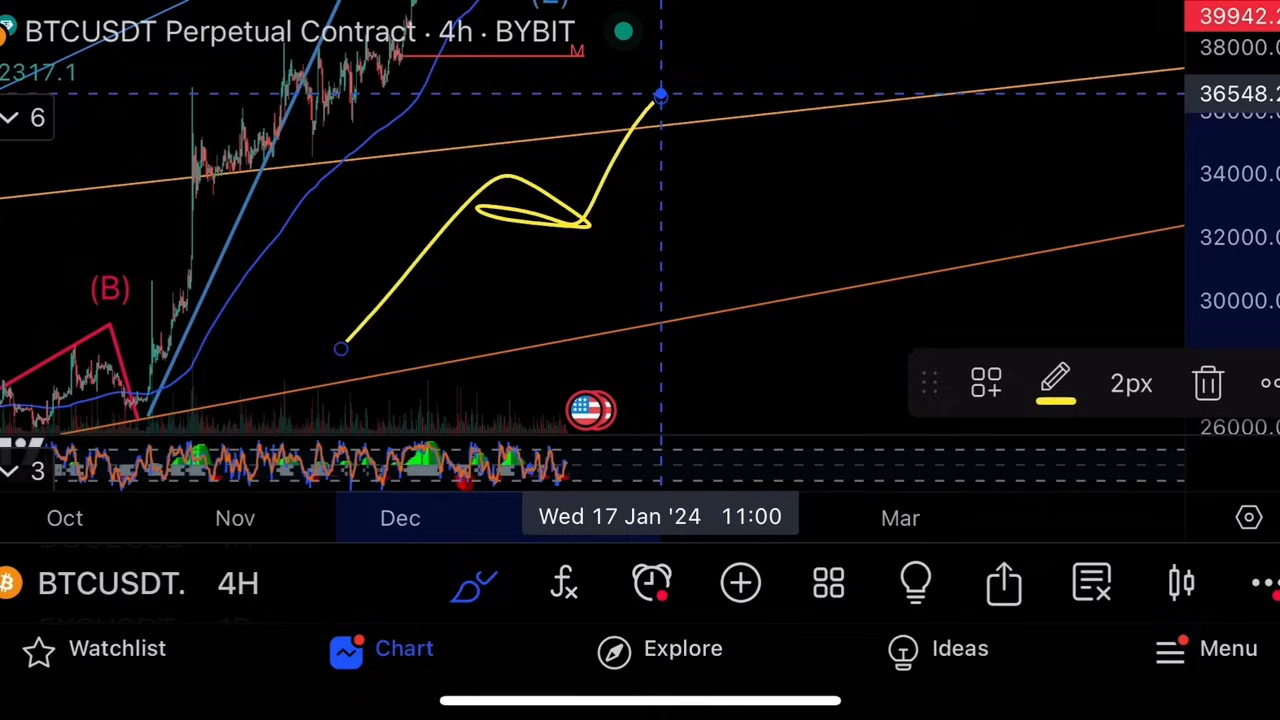 BTCUSDT Perpetual Contract · 4h · BYBIT
M
39942.2
38000.0
2317.1
36548.2
6
34000.0
32000.0
(B)
30000.0
2px
26000.0
3
Oct Nov Dec Wed 17 Jan '24 11:00 Mar
BTCUSDT. 4H
Watchlist Chart Explore Ideas Menu